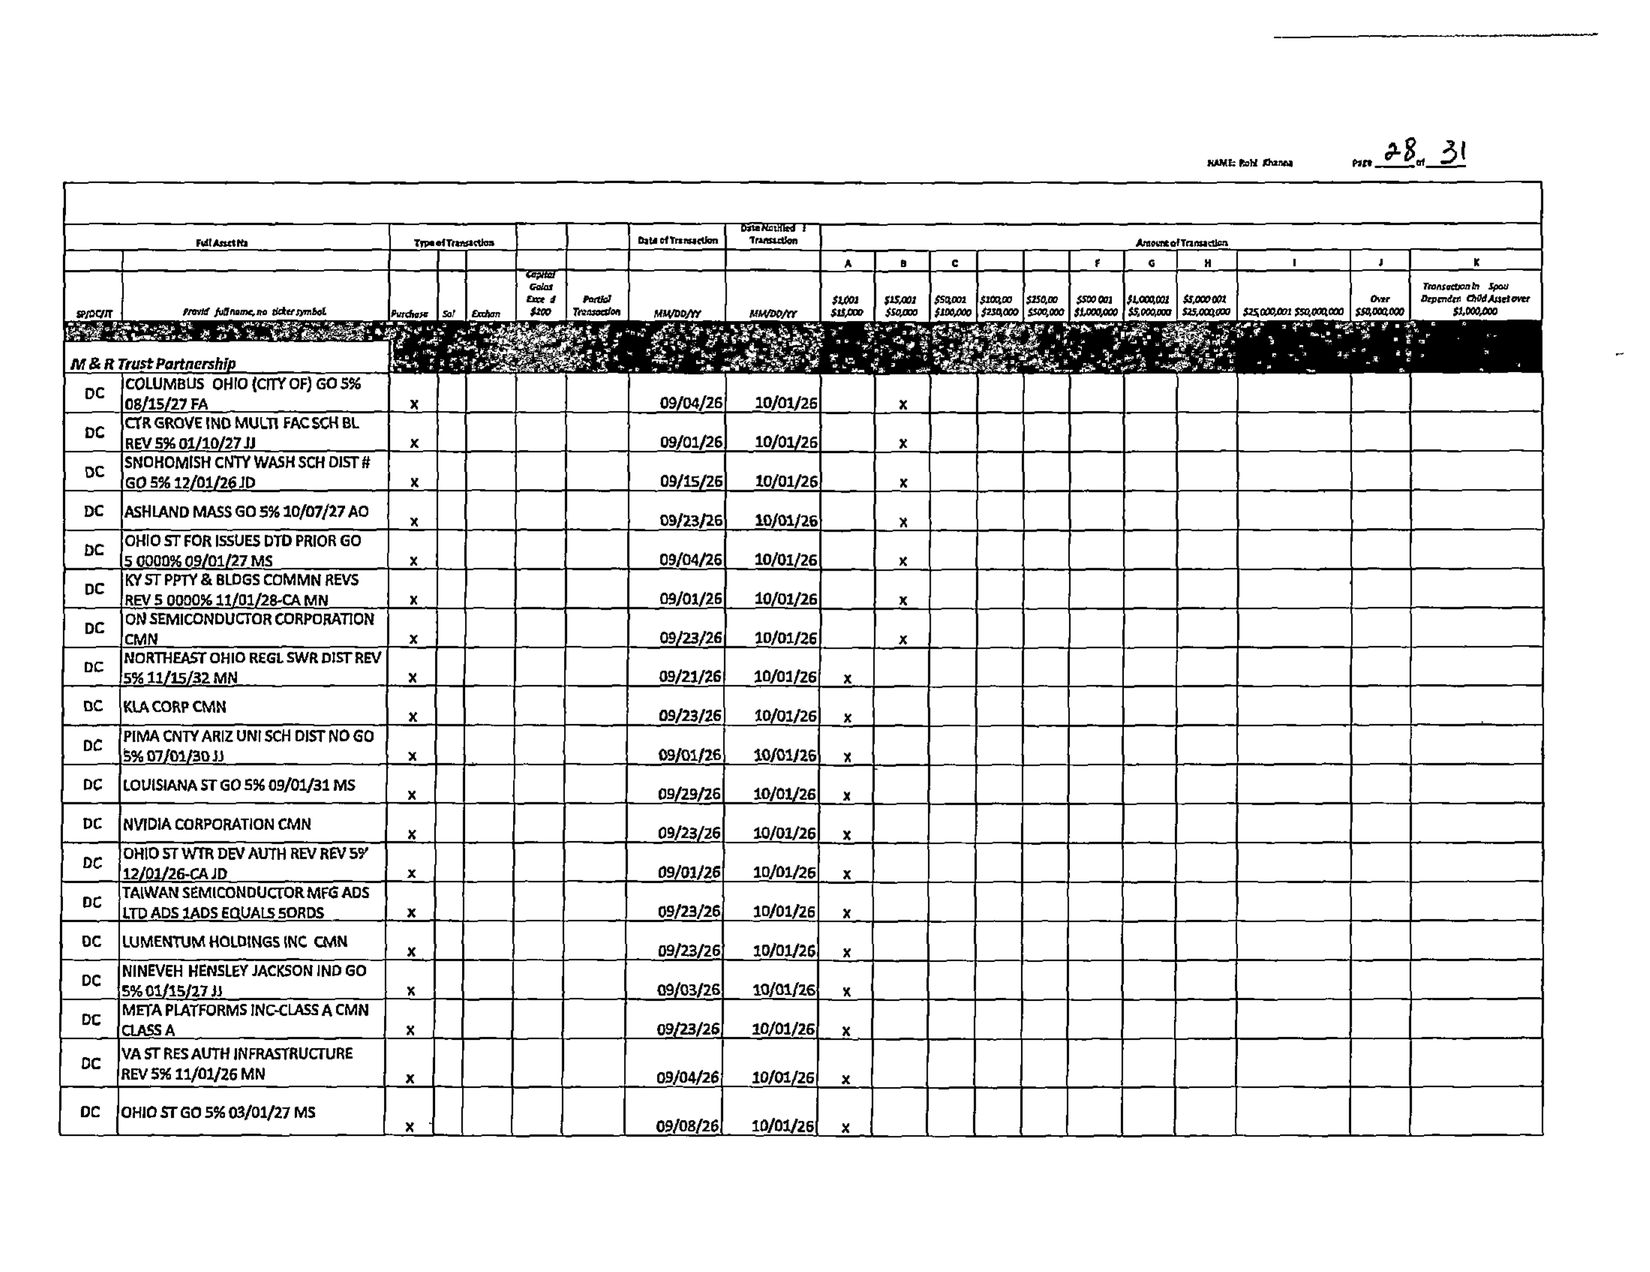 NAME: Rohi Khanna Page 28 of 31
Full Asset Na Type of Transaction Date of Transaction Date Notified Transaction Amount of Transaction
A B C F G H I J K
SP/DC/JT Provid full name, no ticker symbol. Purchase Sal Exchan Capital Gains Exce d $200 Partial Transaction MM/DD/YY MM/DD/YY $1,001 $15,000 $15,001 $50,000 $50,001 $100,000 $100,00 $250,000 $250,00 $500,000 $500 001 $1,000,000 $1,000,001 $5,000,000 $5,000 001 $25,000,000 $25,000,001 $50,000,000 Over $50,000,000 Transaction In Spou Dependen Child Asset over $1,000,000
M & R Trust Partnership
DC COLUMBUS OHIO (CITY OF) GO 5%
08/15/27 FA x 09/04/26 10/01/26 x
DC CTR GROVE IND MULTI FAC SCH BL
REV 5% 01/10/27 JJ x 09/01/26 10/01/26 x
DC SNOHOMISH CNTY WASH SCH DIST #
GO 5% 12/01/26 JD x 09/15/26 10/01/26 x
DC ASHLAND MASS GO 5% 10/07/27 AO x 09/23/26 10/01/26 x
DC OHIO ST FOR ISSUES DTD PRIOR GO
5 0000% 09/01/27 MS x 09/04/26 10/01/26 x
DC KY ST PPTY & BLDGS COMMN REVS
REV 5 0000% 11/01/28-CA MN x 09/01/26 10/01/26 x
DC ON SEMICONDUCTOR CORPORATION
CMN x 09/23/26 10/01/26 x
DC NORTHEAST OHIO REGL SWR DIST REV
5% 11/15/32 MN x 09/21/26 10/01/26 x
DC KLA CORP CMN x 09/23/26 10/01/26 x
DC PIMA CNTY ARIZ UNI SCH DIST NO GO
5% 07/01/30 JJ x 09/01/26 10/01/26 x
DC LOUISIANA ST GO 5% 09/01/31 MS x 09/29/26 10/01/26 x
DC NVIDIA CORPORATION CMN x 09/23/26 10/01/26 x
DC OHIO ST WTR DEV AUTH REV REV 5%
12/01/26-CA JD x 09/01/26 10/01/26 x
DC TAIWAN SEMICONDUCTOR MFG ADS
LTD ADS 1ADS EQUALS 5ORDS x 09/23/26 10/01/26 x
DC LUMENTUM HOLDINGS INC CMN x 09/23/26 10/01/26 x
DC NINEVEH HENSLEY JACKSON IND GO
5% 01/15/27 JJ x 09/03/26 10/01/26 x
DC META PLATFORMS INC-CLASS A CMN
CLASS A x 09/23/26 10/01/26 x
DC VA ST RES AUTH INFRASTRUCTURE
REV 5% 11/01/26 MN x 09/04/26 10/01/26 x
DC OHIO ST GO 5% 03/01/27 MS x 09/08/26 10/01/26 x